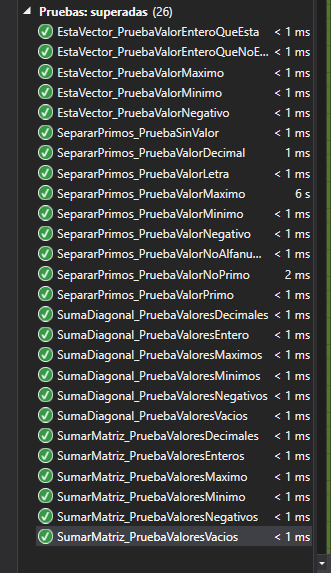 Pruebas: superadas (26)
EstaVector_PruebaValorEnteroQueEsta < 1 ms
EstaVector_PruebaValorEnteroQueNoE... < 1 ms
EstaVector_PruebaValorMaximo < 1 ms
EstaVector_PruebaValorMinimo < 1 ms
EstaVector_PruebaValorNegativo < 1 ms
SepararPrimos_PruebaSinValor < 1 ms
SepararPrimos_PruebaValorDecimal 1 ms
SepararPrimos_PruebaValorLetra < 1 ms
SepararPrimos_PruebaValorMaximo 6 s
SepararPrimos_PruebaValorMinimo < 1 ms
SepararPrimos_PruebaValorNegativo < 1 ms
SepararPrimos_PruebaValorNoAlfanu... < 1 ms
SepararPrimos_PruebaValorNoPrimo 2 ms
SepararPrimos_PruebaValorPrimo < 1 ms
SumaDiagonal_PruebaValoresDecimales < 1 ms
SumaDiagonal_PruebaValoresEntero < 1 ms
SumaDiagonal_PruebaValoresMaximos < 1 ms
SumaDiagonal_PruebaValoresMinimos < 1 ms
SumaDiagonal_PruebaValoresNegativos < 1 ms
SumaDiagonal_PruebaValoresVacios < 1 ms
SumarMatriz_PruebaValoresDecimales < 1 ms
SumarMatriz_PruebaValoresEnteros < 1 ms
SumarMatriz_PruebaValoresMaximo < 1 ms
SumarMatriz_PruebaValoresMinimo < 1 ms
SumarMatriz_PruebaValoresNegativos < 1 ms
SumarMatriz_PruebaValoresVacios < 1 ms